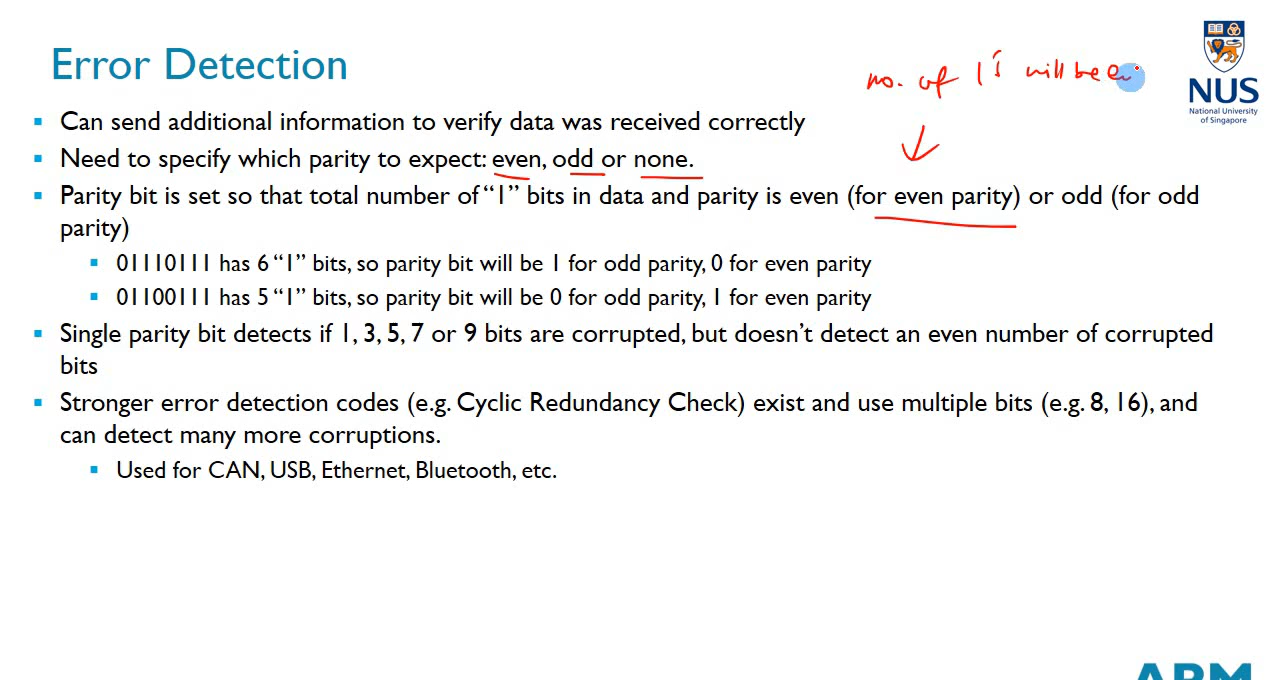 Error Detection
no. of 1's will be e
NUS
National University
of Singapore
Can send additional information to verify data was received correctly
Need to specify which parity to expect: even, odd or none.
Parity bit is set so that total number of “1” bits in data and parity is even (for even parity) or odd (for odd
parity)
01110111 has 6 “1” bits, so parity bit will be 1 for odd parity, 0 for even parity
01100111 has 5 “1” bits, so parity bit will be 0 for odd parity, 1 for even parity
Single parity bit detects if 1, 3, 5, 7 or 9 bits are corrupted, but doesn’t detect an even number of corrupted
bits
Stronger error detection codes (e.g. Cyclic Redundancy Check) exist and use multiple bits (e.g. 8, 16), and
can detect many more corruptions.
Used for CAN, USB, Ethernet, Bluetooth, etc.
ARM